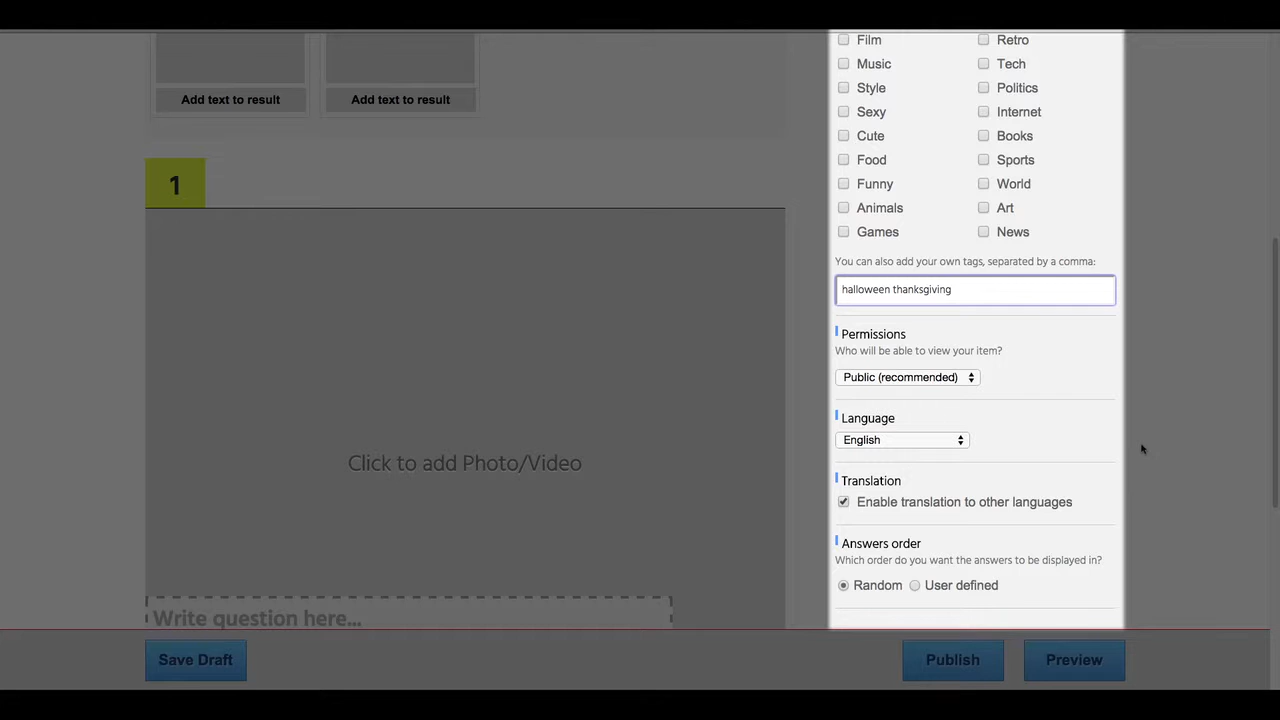 Add text to result
Add text to result
1
Click to add Photo/Video
Write question here...
Film
Retro
Music
Tech
Style
Politics
Sexy
Internet
Cute
Books
Food
Sports
Funny
World
Animals
Art
Games
News
You can also add your own tags, separated by a comma:
halloween thanksgiving
Permissions
Who will be able to view your item?
Public (recommended)
Language
English
Translation
Enable translation to other languages
Answers order
Which order do you want the answers to be displayed in?
Random
User defined
Save Draft
Publish
Preview